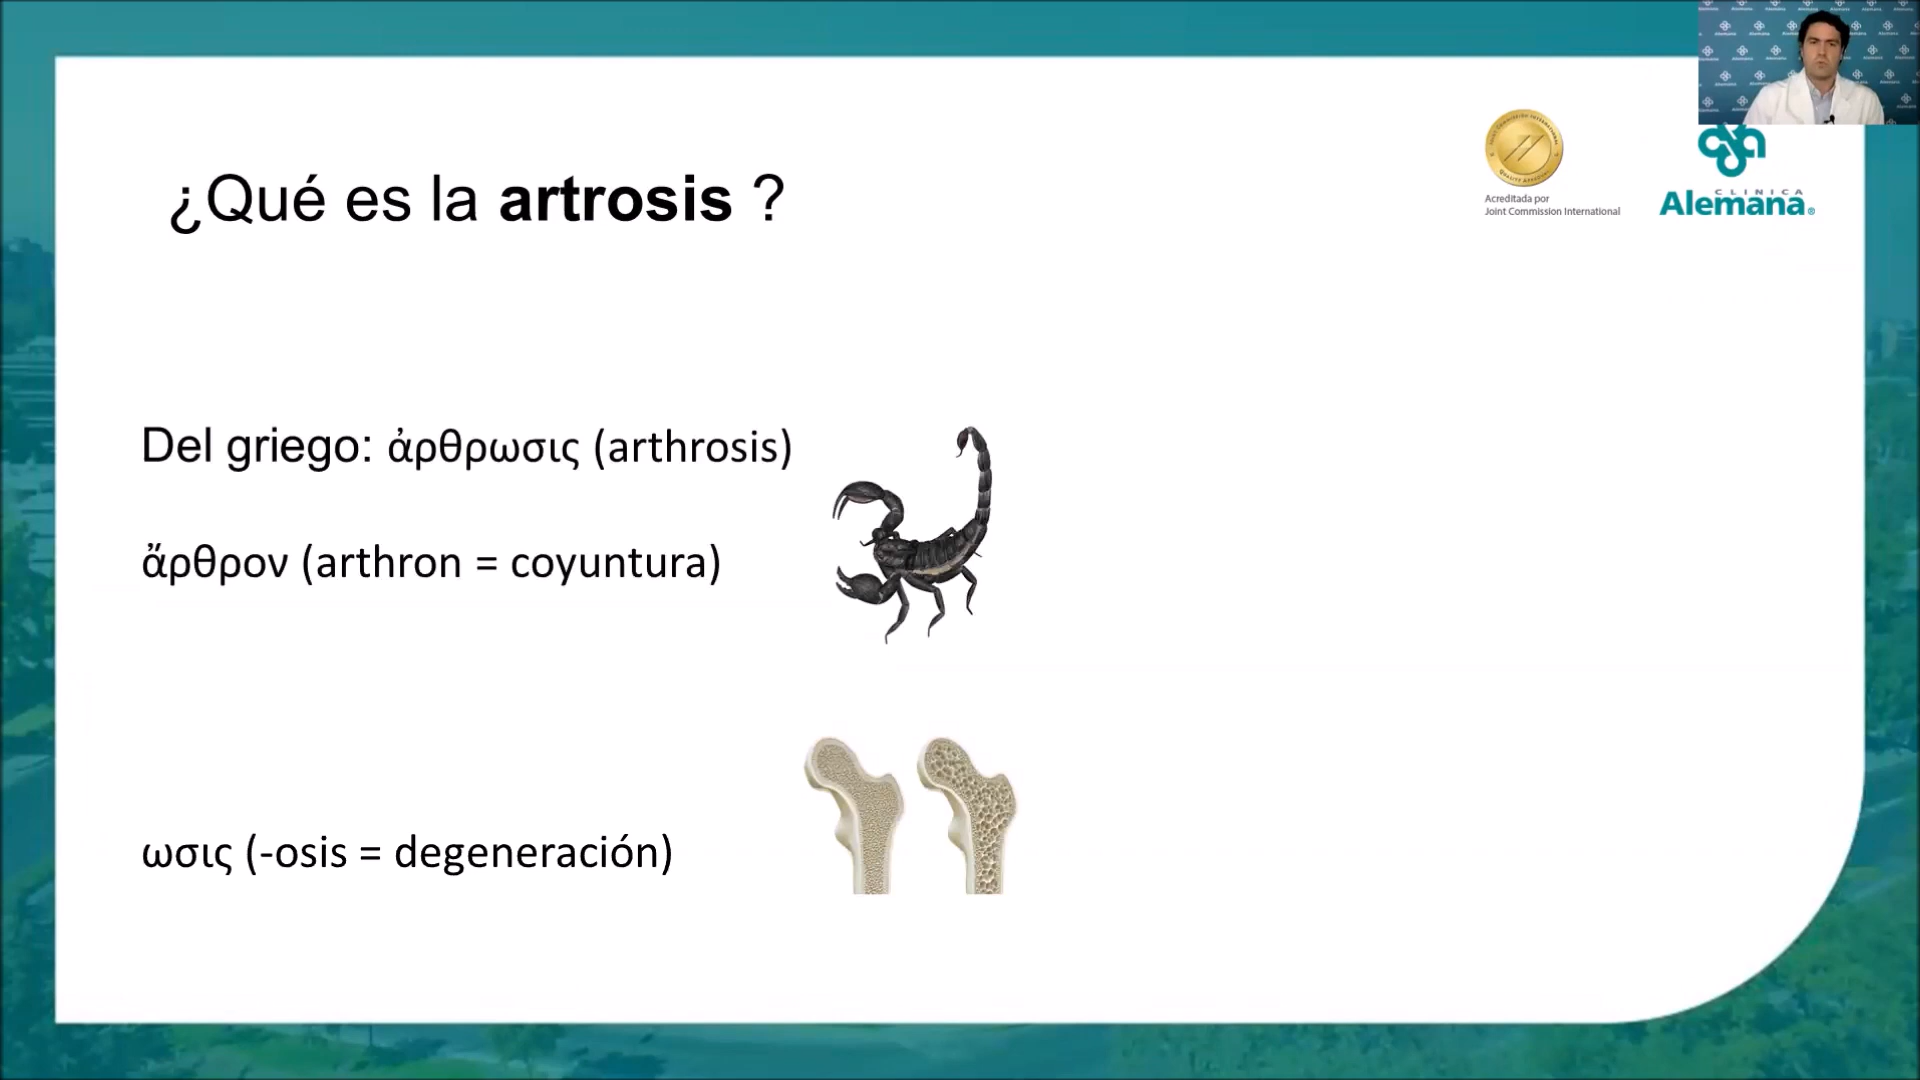 ¿Qué es la artrosis ?
Acreditada por
Joint Commission International
CLINICA
Alemana®
Del griego: ἀρθρωσις (arthrosis)
ἄρθρον (arthron = coyuntura)
ωσις (-osis = degeneración)